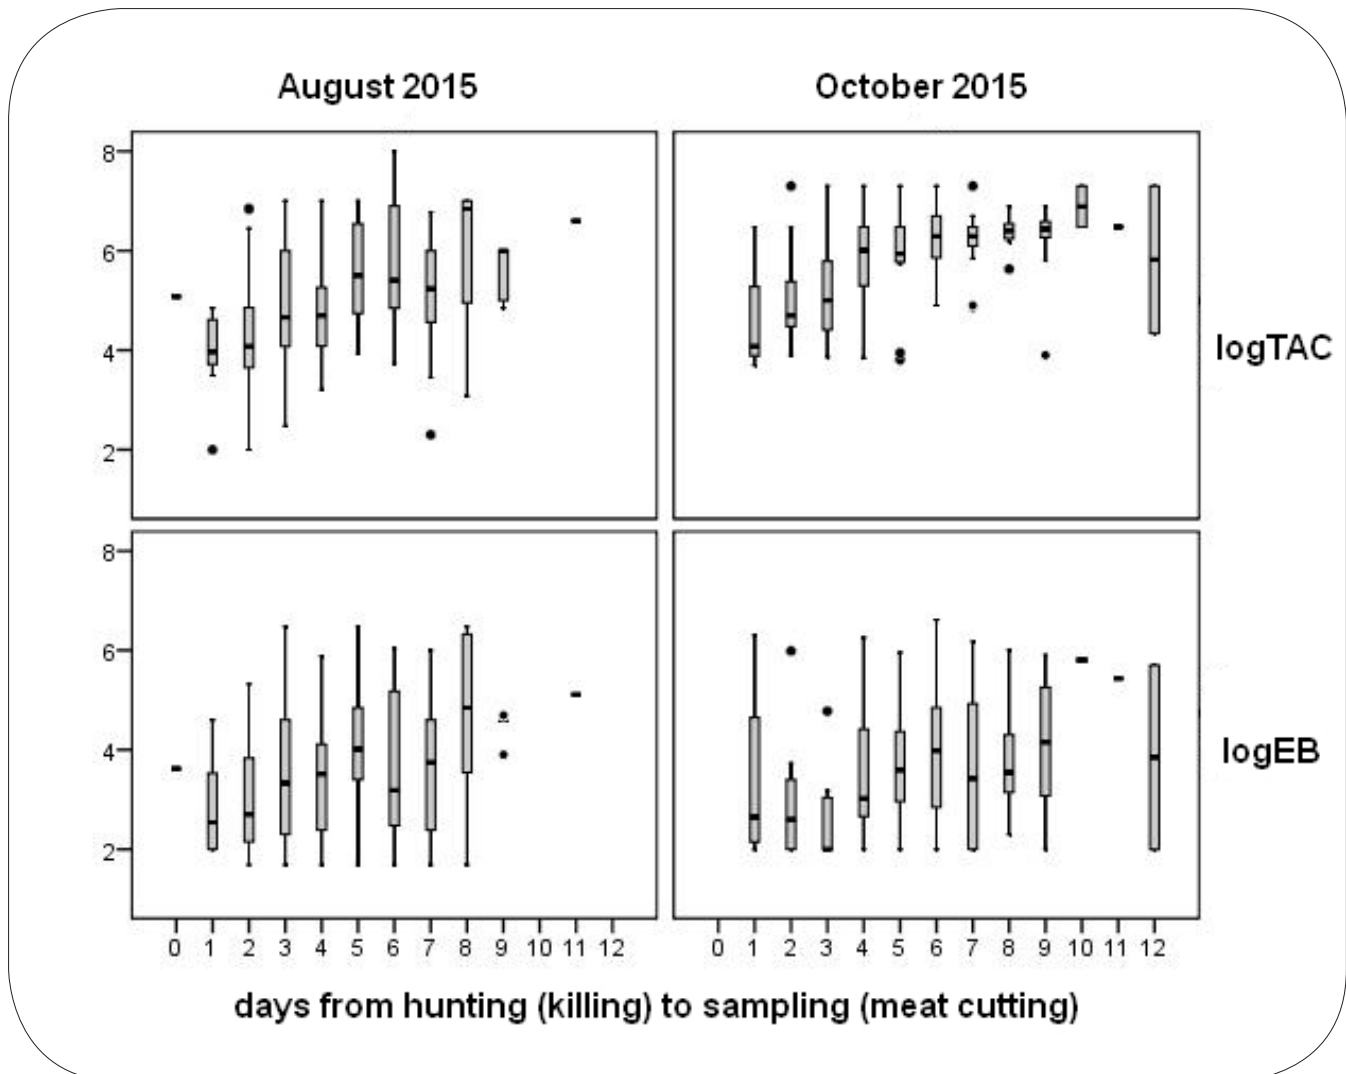 August 2015 October 2015
8
6
4
2
logTAC
8
6
4
2
logEB
0 1 2 3 4 5 6 7 8 9 10 11 12 0 1 2 3 4 5 6 7 8 9 10 11 12
days from hunting (killing) to sampling (meat cutting)